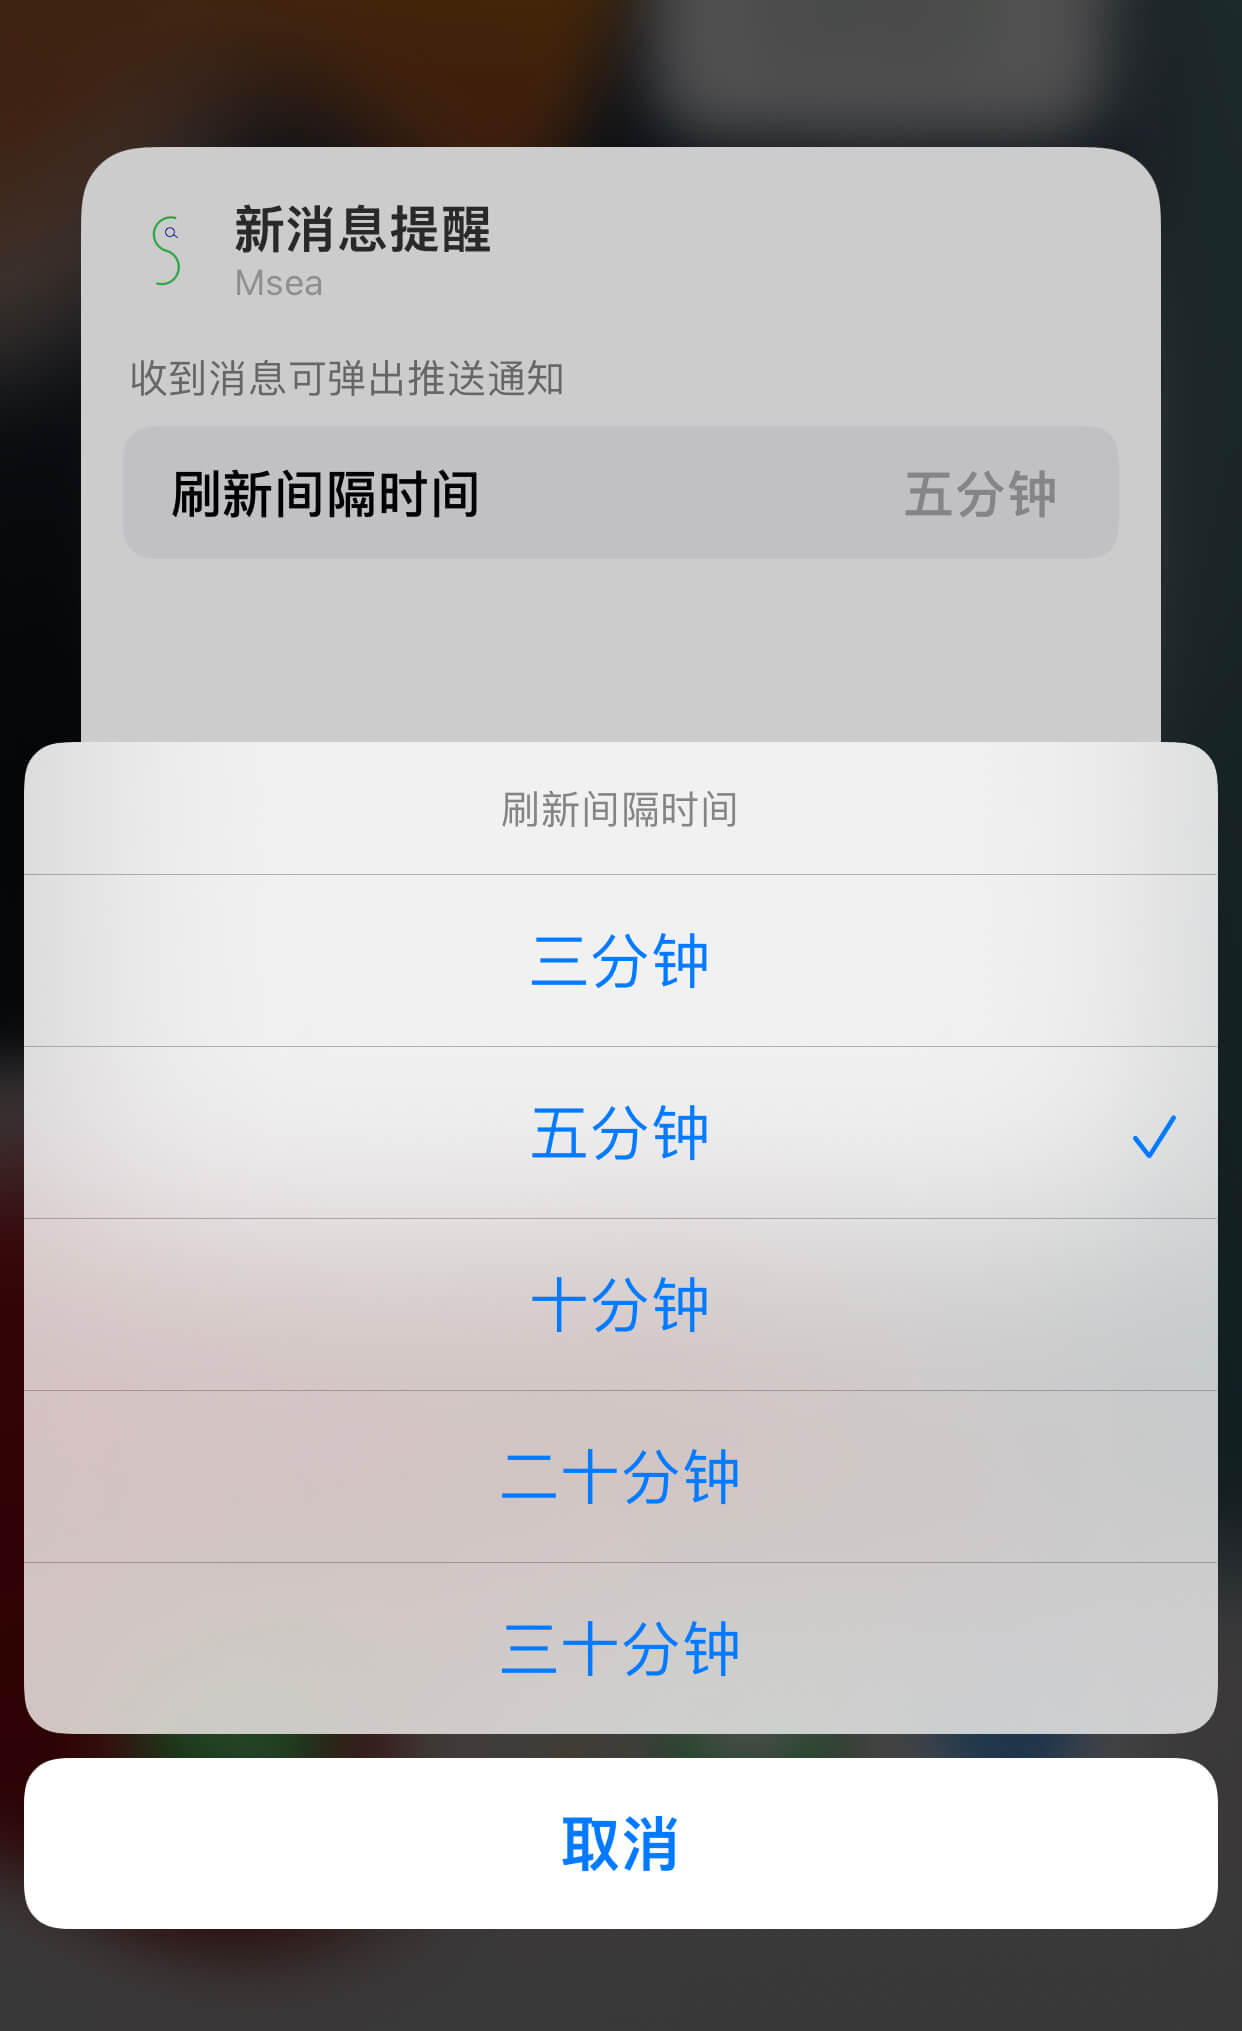 新消息提醒
Msea
收到消息可弹出推送通知
刷新间隔时间 五分钟
刷新间隔时间
三分钟
五分钟
十分钟
二十分钟
三十分钟
取消